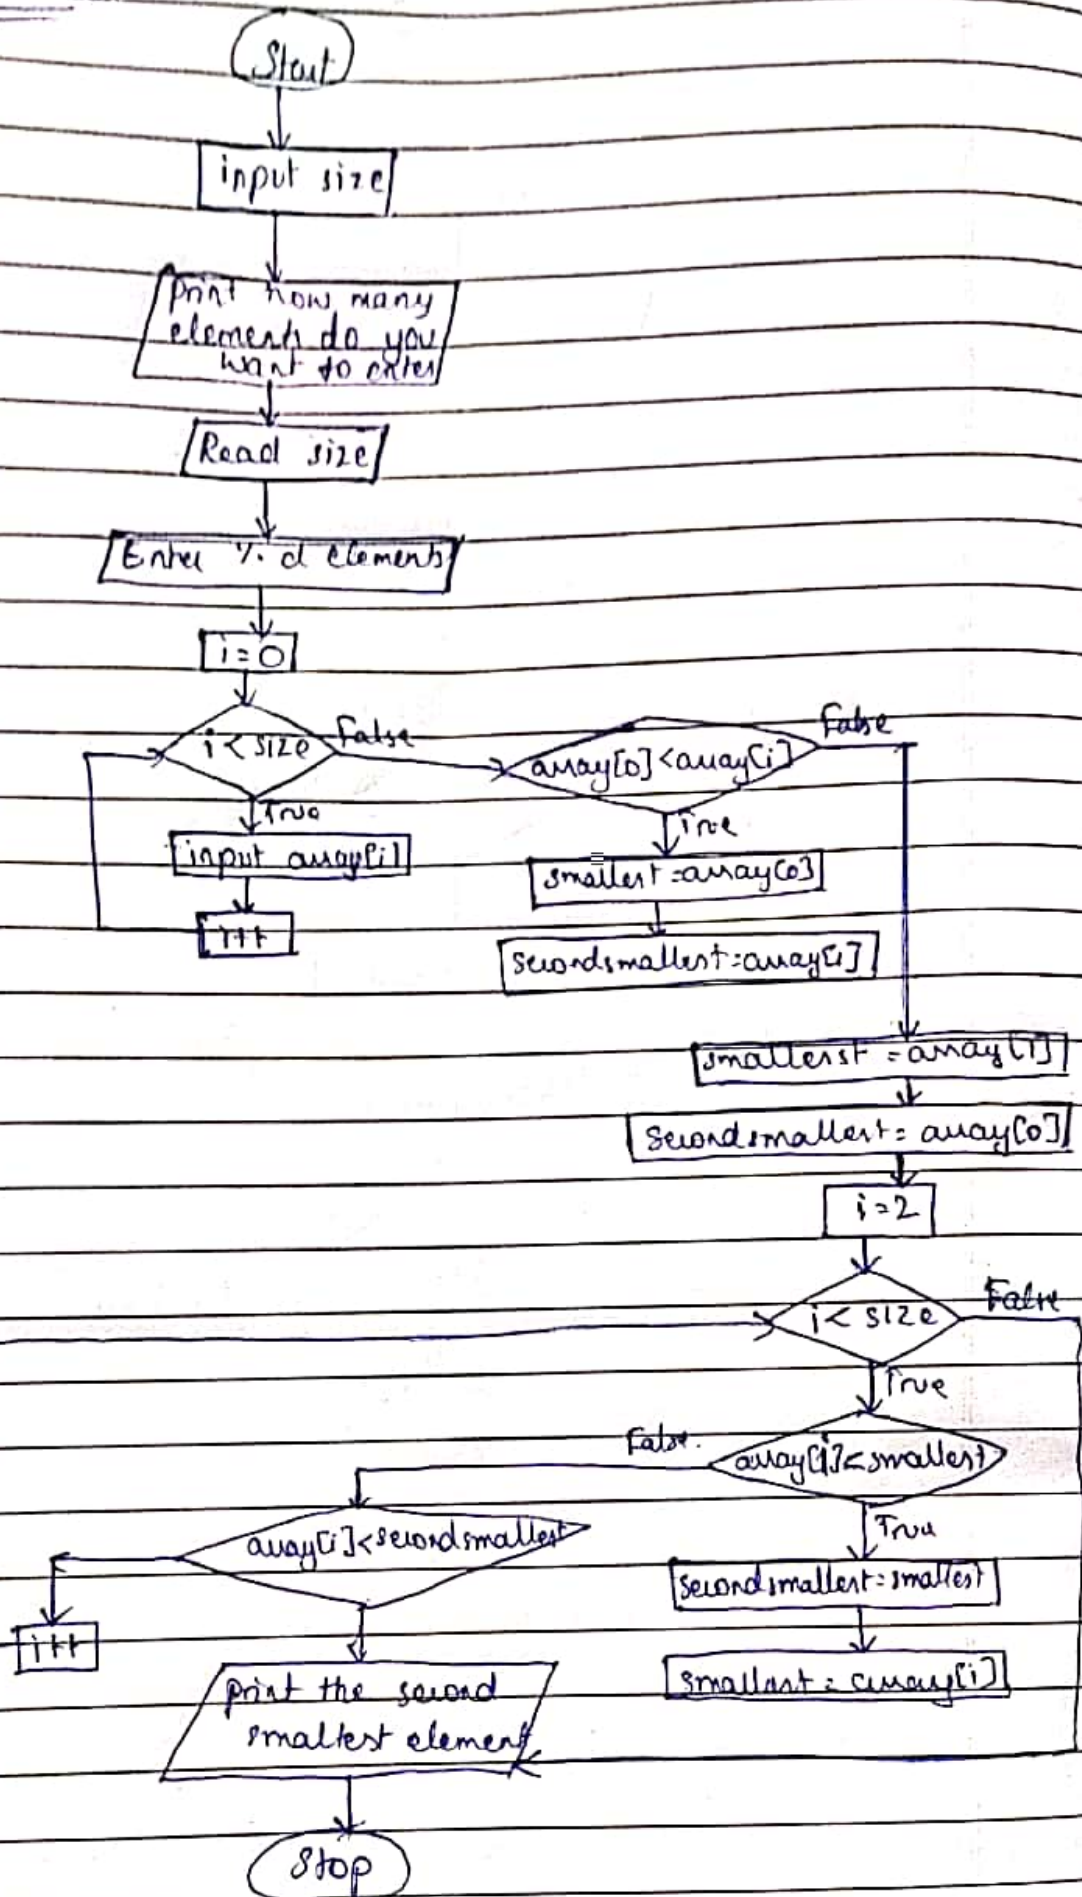 Start
input size
Print how many
elements do you
want to enter
Read size
Enter %d elements
i=0
i < size
False
True
input array[i]
i++
array[0]<array[i]
False
True
smallest=array[0]
Secondsmallest=array[i]
smallerst = array[1]
Secondsmallest= array[0]
i=2
i< size
False
True
array[i]<smallest
False.
True
Secondsmallest=smallest
smallest = array[i]
array[i]<secondsmallest
i++
print the second
smallest element
Stop